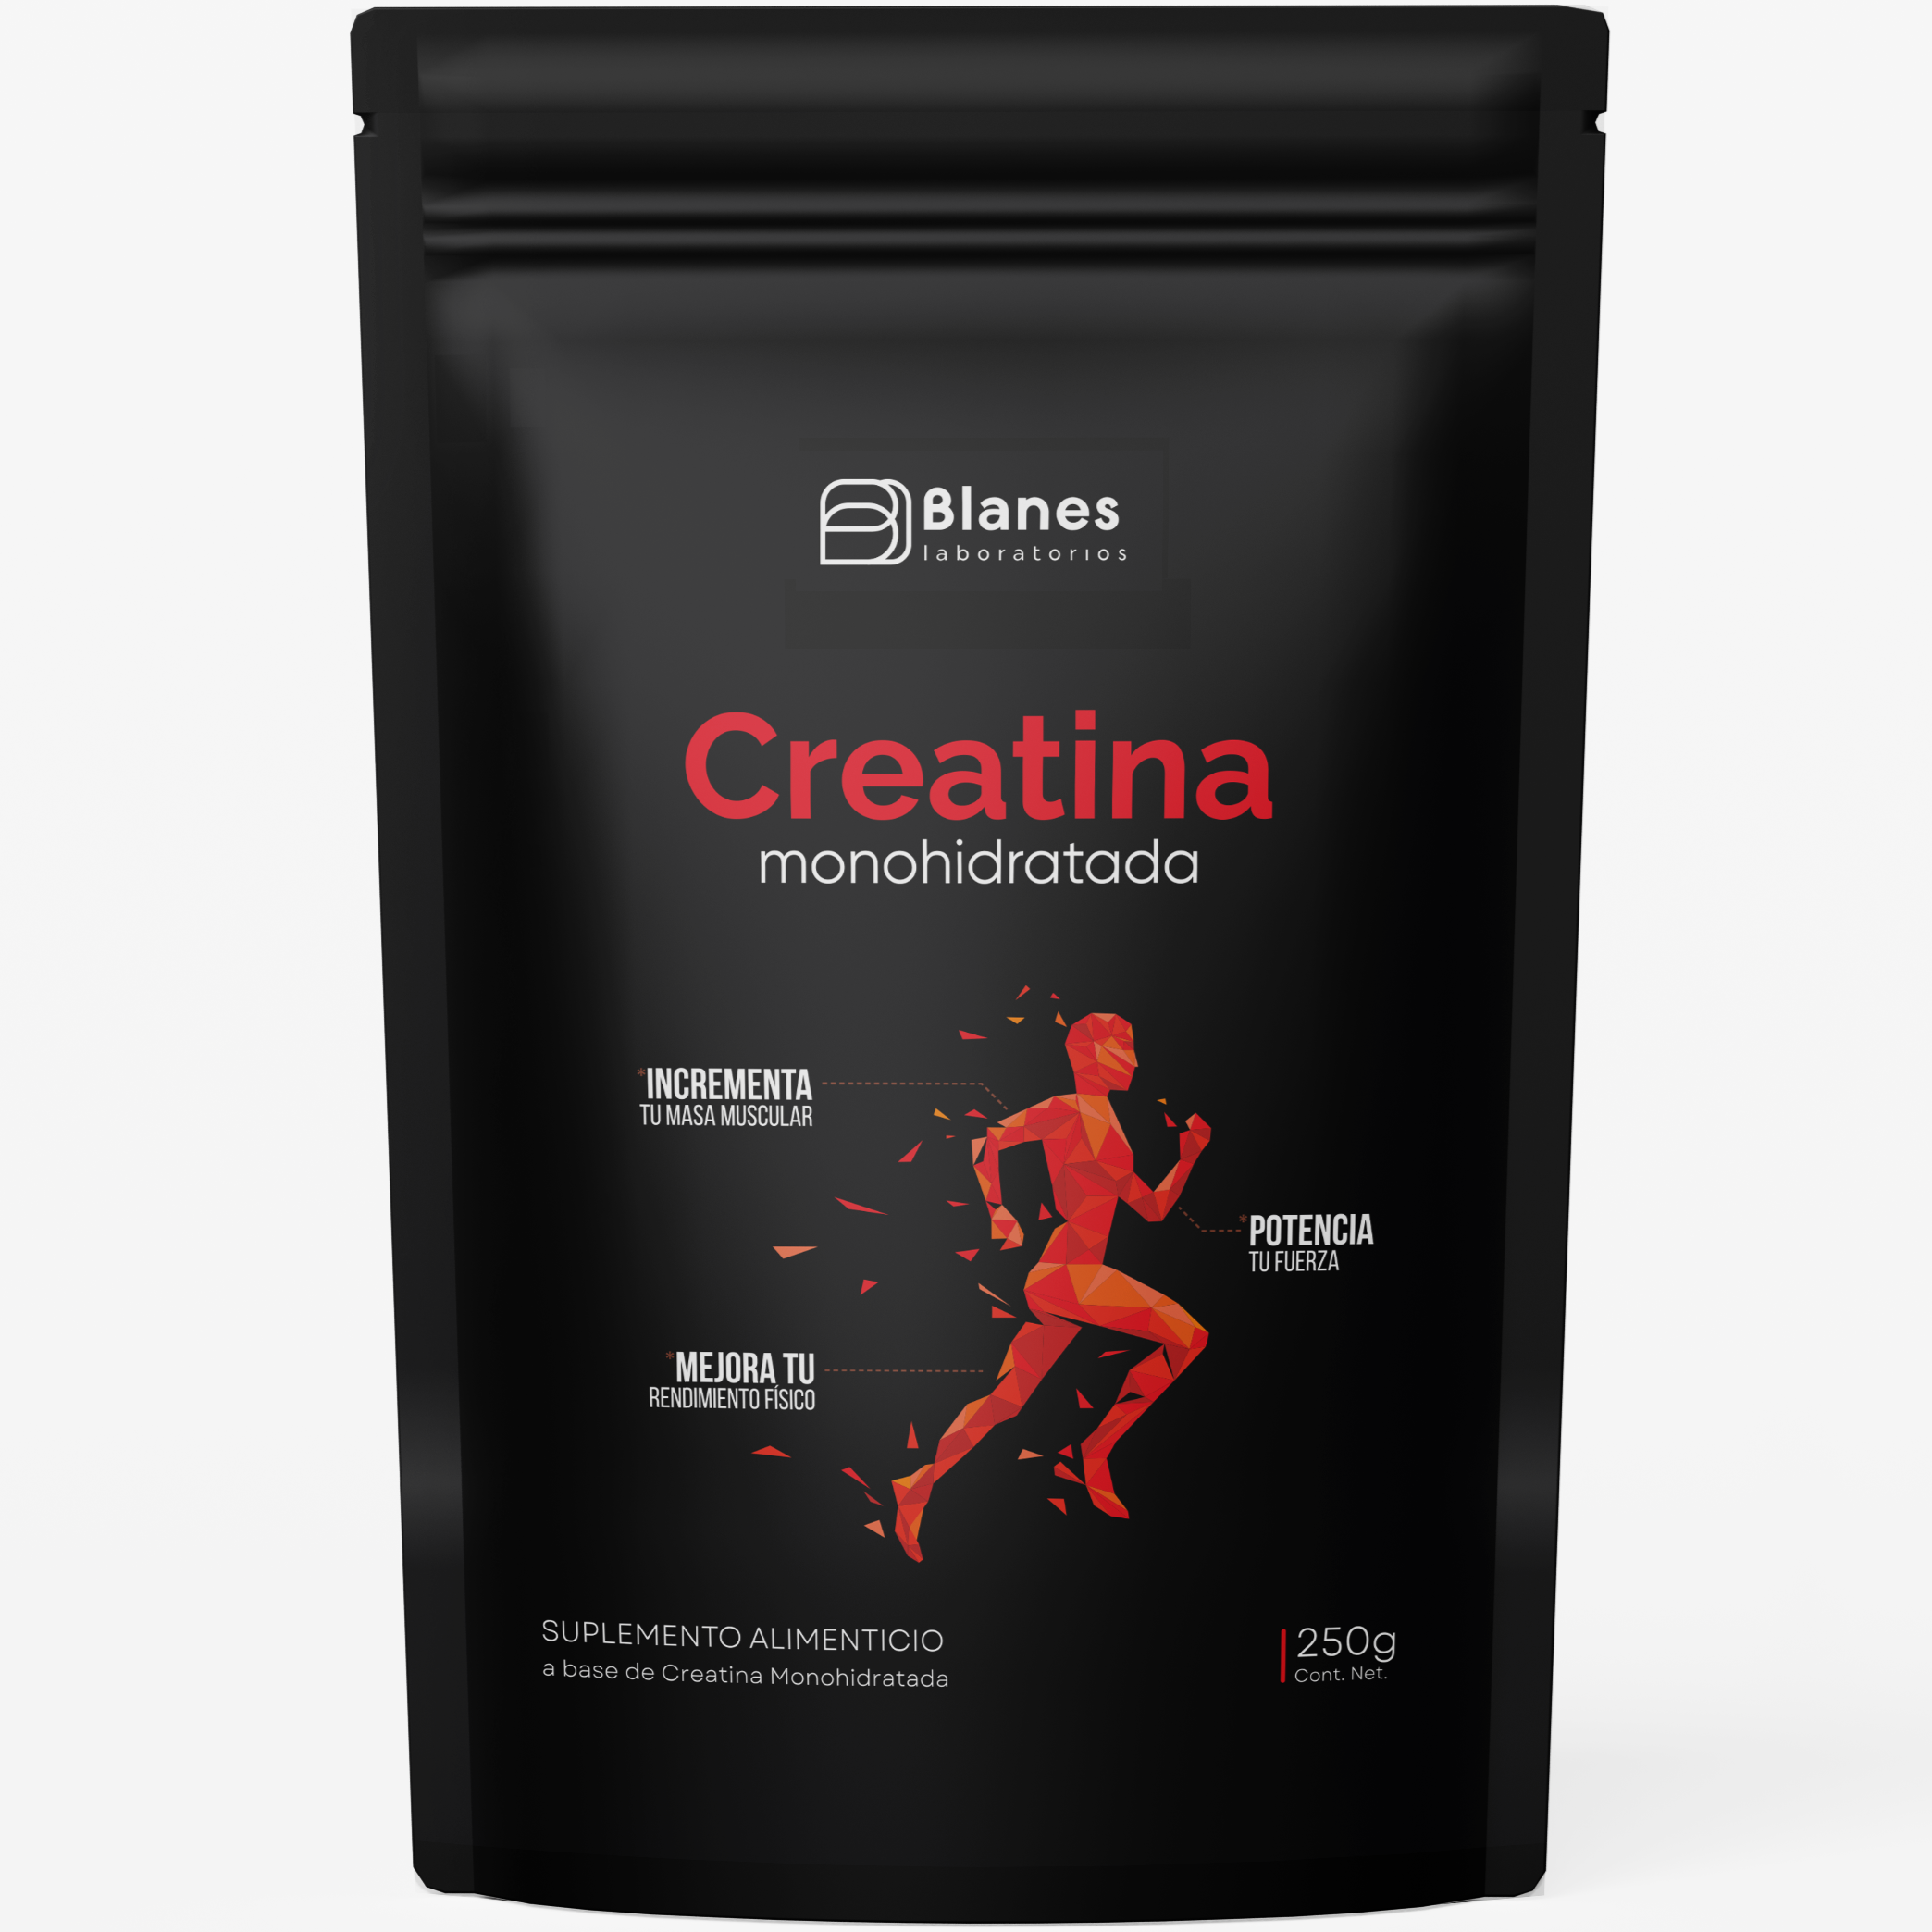 Blanes
laboratorios
Creatina
monohidratada
*INCREMENTA
TU MASA MUSCULAR
*POTENCIA
TU FUERZA
*MEJORA TU
RENDIMIENTO FÍSICO
SUPLEMENTO ALIMENTICIO
a base de Creatina Monohidratada
250g
Cont. Net.